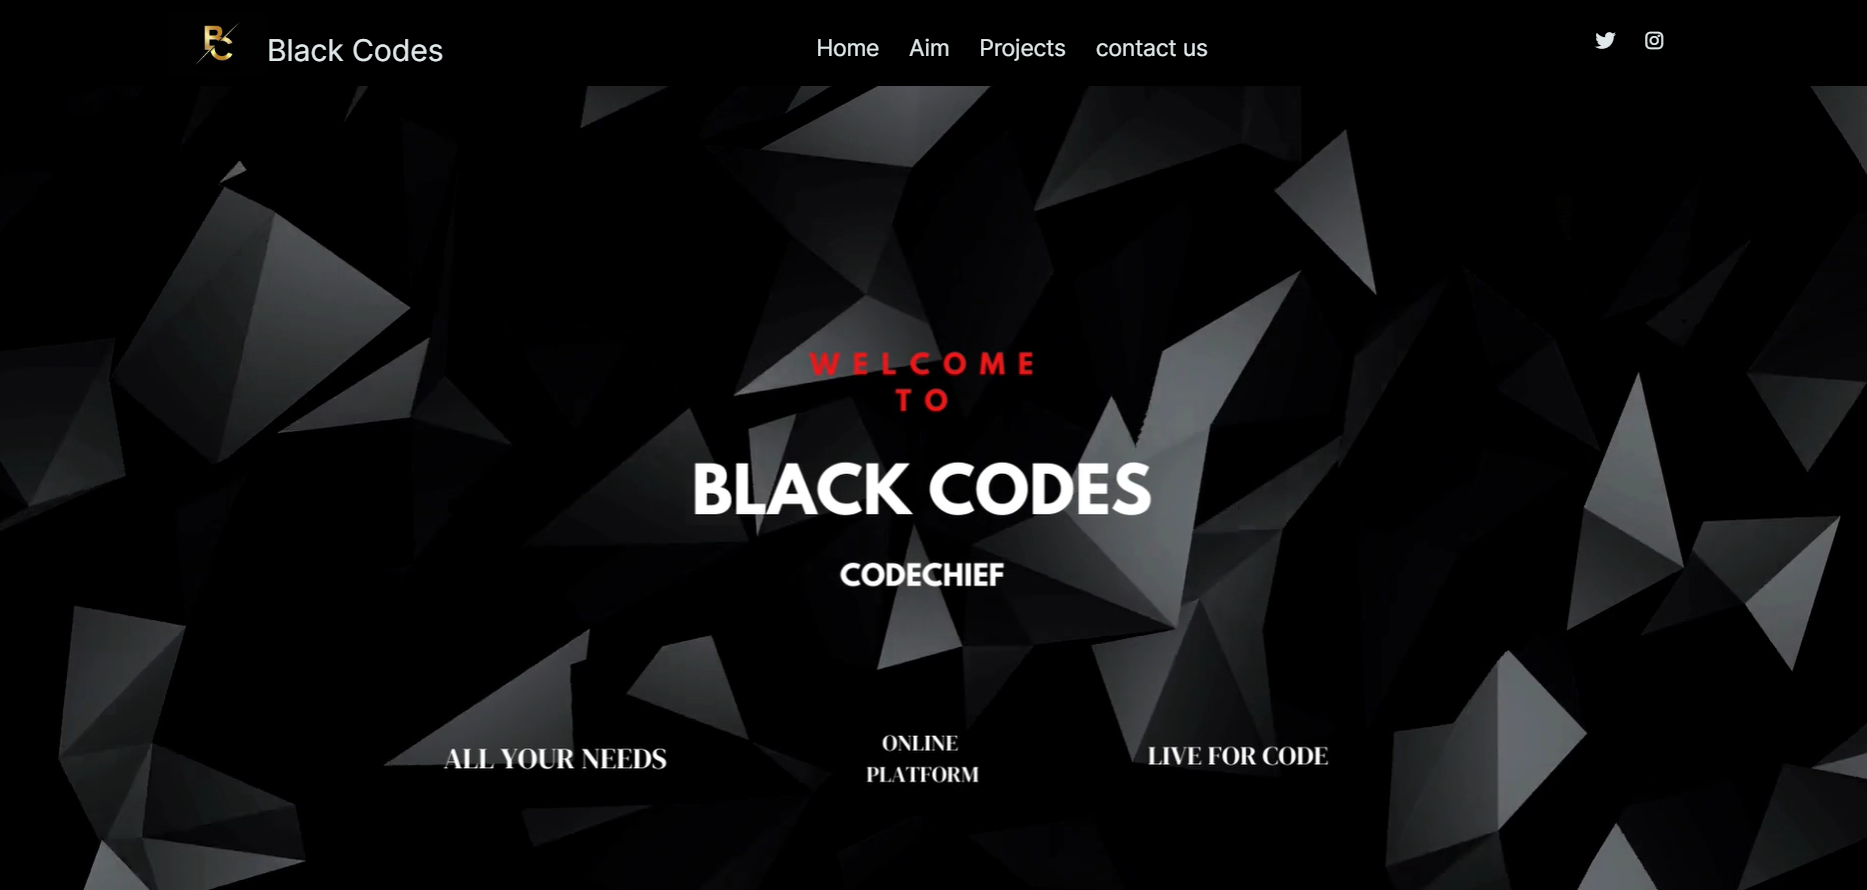 BC
Black Codes
Home Aim Projects contact us
WELCOME
TO
BLACK CODES
CODECHIEF
ALL YOUR NEEDS
ONLINE
PLATFORM
LIVE FOR CODE